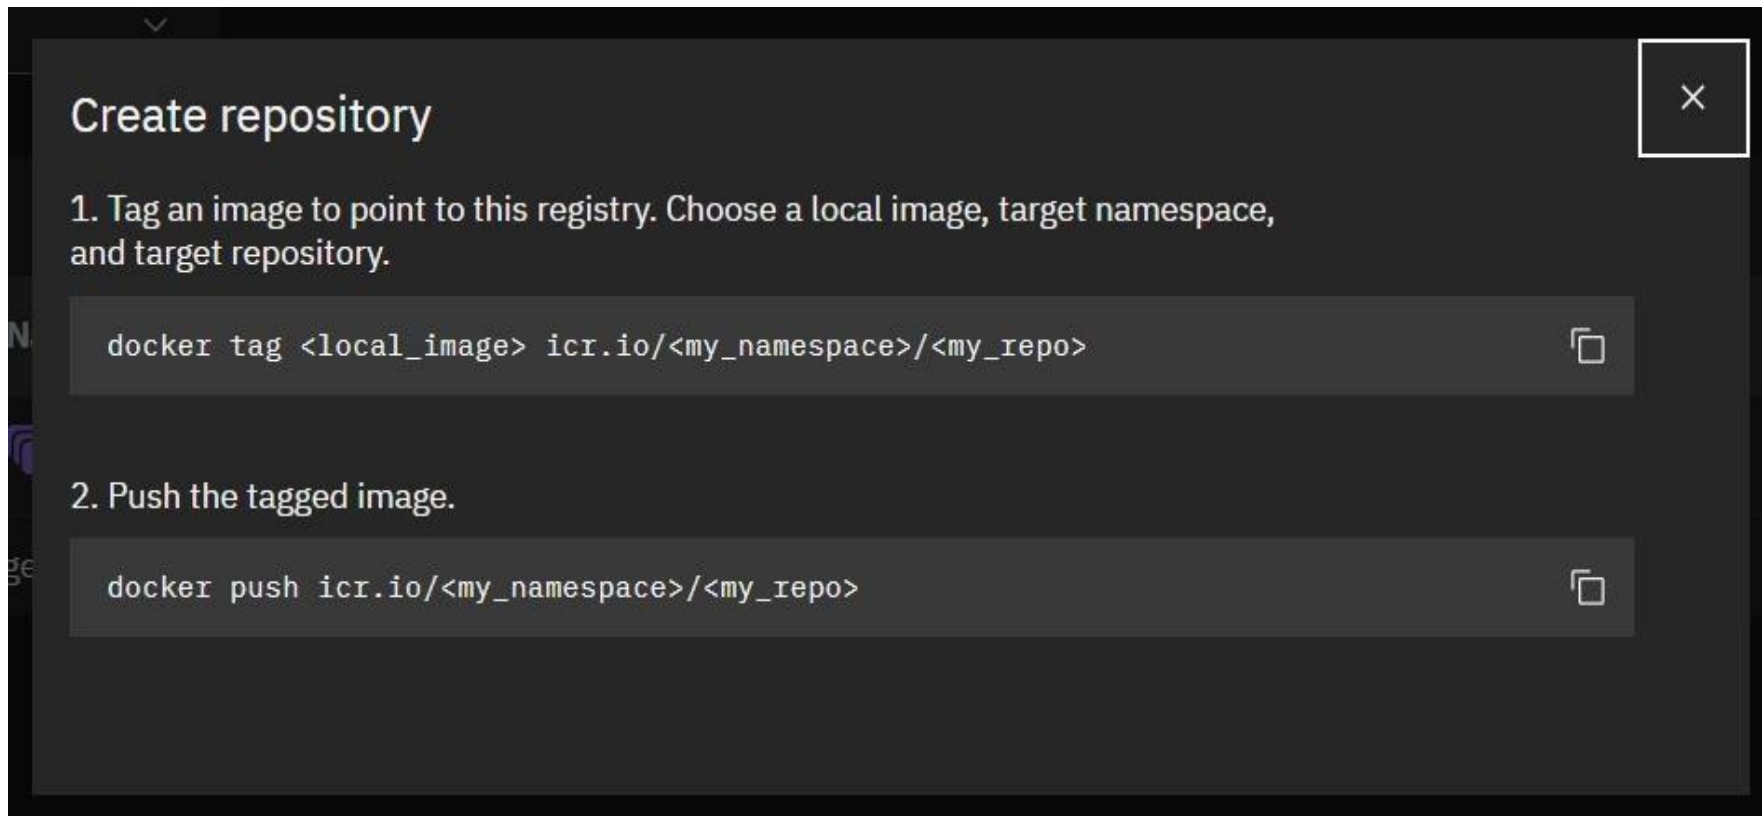 Create repository
1. Tag an image to point to this registry. Choose a local image, target namespace,
and target repository.
docker tag <local_image> icr.io/<my_namespace>/<my_repo>
2. Push the tagged image.
docker push icr.io/<my_namespace>/<my_repo>